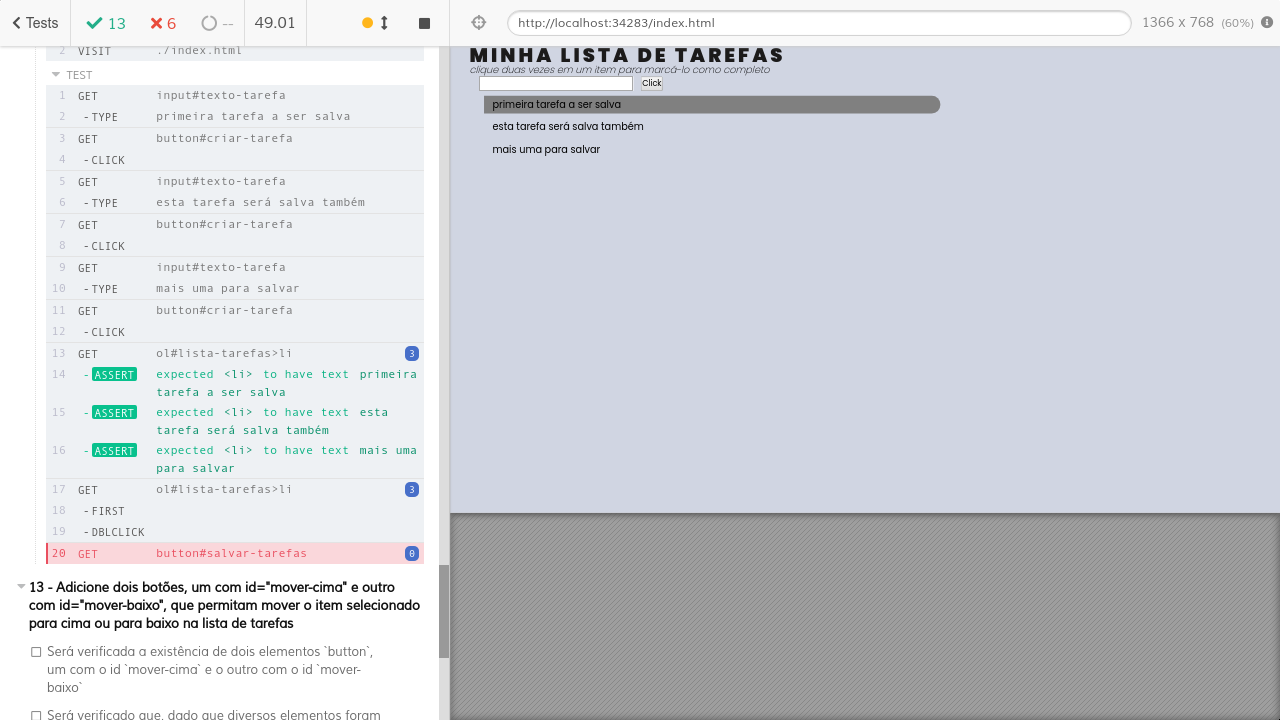 Tests 13 6 -- 49.01 http://localhost:34283/index.html 1366 x 768 (60%)
2 VISIT ./index.html
TEST
1 GET input#texto-tarefa
2 -TYPE primeira tarefa a ser salva
3 GET button#criar-tarefa
4 -CLICK
5 GET input#texto-tarefa
6 -TYPE esta tarefa será salva também
7 GET button#criar-tarefa
8 -CLICK
9 GET input#texto-tarefa
10 -TYPE mais uma para salvar
11 GET button#criar-tarefa
12 -CLICK
13 GET ol#lista-tarefas>li 3
14 -ASSERT expected <li> to have text primeira
tarefa a ser salva
15 -ASSERT expected <li> to have text esta
tarefa será salva também
16 -ASSERT expected <li> to have text mais uma
para salvar
17 GET ol#lista-tarefas>li 3
18 -FIRST
19 -DBLCLICK
20 GET button#salvar-tarefas 0
13 - Adicione dois botões, um com id="mover-cima" e outro
com id="mover-baixo", que permitam mover o item selecionado
para cima ou para baixo na lista de tarefas
Será verificada a existência de dois elementos `button`,
um com o id `mover-cima` e o outro com o id `mover-
baixo`
Será verificado que, dado que diversos elementos foram
MINHA LISTA DE TAREFAS
clique duas vezes em um item para marcá-lo como completo
Click
primeira tarefa a ser salva
esta tarefa será salva também
mais uma para salvar